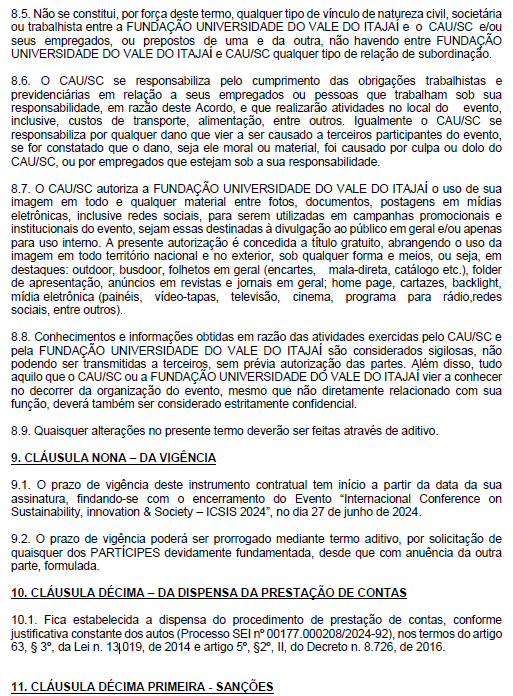 8.5. Não se constitui, por força deste termo, qualquer tipo de vínculo de natureza civil, societária
ou trabalhista entre a FUNDAÇÃO UNIVERSIDADE DO VALE DO ITAJAÍ e o CAU/SC e/ou
seus empregados, ou prepostos de uma e da outra, não havendo entre FUNDAÇÃO
UNIVERSIDADE DO VALE DO ITAJAÍ e CAU/SC qualquer tipo de relação de subordinação.
8.6. O CAU/SC se responsabiliza pelo cumprimento das obrigações trabalhistas e
previdenciárias em relação a seus empregados ou pessoas que trabalham sob sua
responsabilidade, em razão deste Acordo, e que realizarão atividades no local do evento,
inclusive, custos de transporte, alimentação, entre outros. Igualmente o CAU/SC se
responsabiliza por qualquer dano que vier a ser causado a terceiros participantes do evento,
se for constatado que o dano, seja ele moral ou material, foi causado por culpa ou dolo do
CAU/SC, ou por empregados que estejam sob a sua responsabilidade.
8.7. O CAU/SC autoriza a FUNDAÇÃO UNIVERSIDADE DO VALE DO ITAJAÍ o uso de sua
imagem em todo e qualquer material entre fotos, documentos, postagens em mídias
eletrônicas, inclusive redes sociais, para serem utilizadas em campanhas promocionais e
institucionais do evento, sejam essas destinadas à divulgação ao público em geral e/ou apenas
para uso interno. A presente autorização é concedida a título gratuito, abrangendo o uso da
imagem em todo território nacional e no exterior, sob qualquer forma e meios, ou seja, em
destaques: outdoor, busdoor, folhetos em geral (encartes, mala-direta, catálogo etc.), folder
de apresentação, anúncios em revistas e jornais em geral; home page, cartazes, backlight,
mídia eletrônica (painéis, vídeo-tapas, televisão, cinema, programa para rádio,redes
sociais, entre outros).
8.8. Conhecimentos e informações obtidas em razão das atividades exercidas pelo CAU/SC e
pela FUNDAÇÃO UNIVERSIDADE DO VALE DO ITAJAÍ são considerados sigilosas, não
podendo ser transmitidas a terceiros, sem prévia autorização das partes. Além disso, tudo
aquilo que o CAU/SC ou a FUNDAÇÃO UNIVERSIDADE DO VALE DO ITAJAÍ vier a conhecer
no decorrer da organização do evento, mesmo que não diretamente relacionado com sua
função, deverá também ser considerado estritamente confidencial.
8.9. Quaisquer alterações no presente termo deverão ser feitas através de aditivo.
9. CLÁUSULA NONA – DA VIGÊNCIA
9.1. O prazo de vigência deste instrumento contratual tem início a partir da data da sua
assinatura, findando-se com o encerramento do Evento “Internacional Conference on
Sustainability, innovation & Society – ICSIS 2024”, no dia 27 de junho de 2024.
9.2. O prazo de vigência poderá ser prorrogado mediante termo aditivo, por solicitação de
quaisquer dos PARTÍCIPES devidamente fundamentada, desde que com anuência da outra
parte, formulada.
10. CLÁUSULA DÉCIMA – DA DISPENSA DA PRESTAÇÃO DE CONTAS
10.1. Fica estabelecida a dispensa do procedimento de prestação de contas, conforme
justificativa constante dos autos (Processo SEI nº 00177.000208/2024-92), nos termos do artigo
63, § 3º, da Lei n. 13.019, de 2014 e artigo 5º, §2º, II, do Decreto n. 8.726, de 2016.
11. CLÁUSULA DÉCIMA PRIMEIRA - SANÇÕES